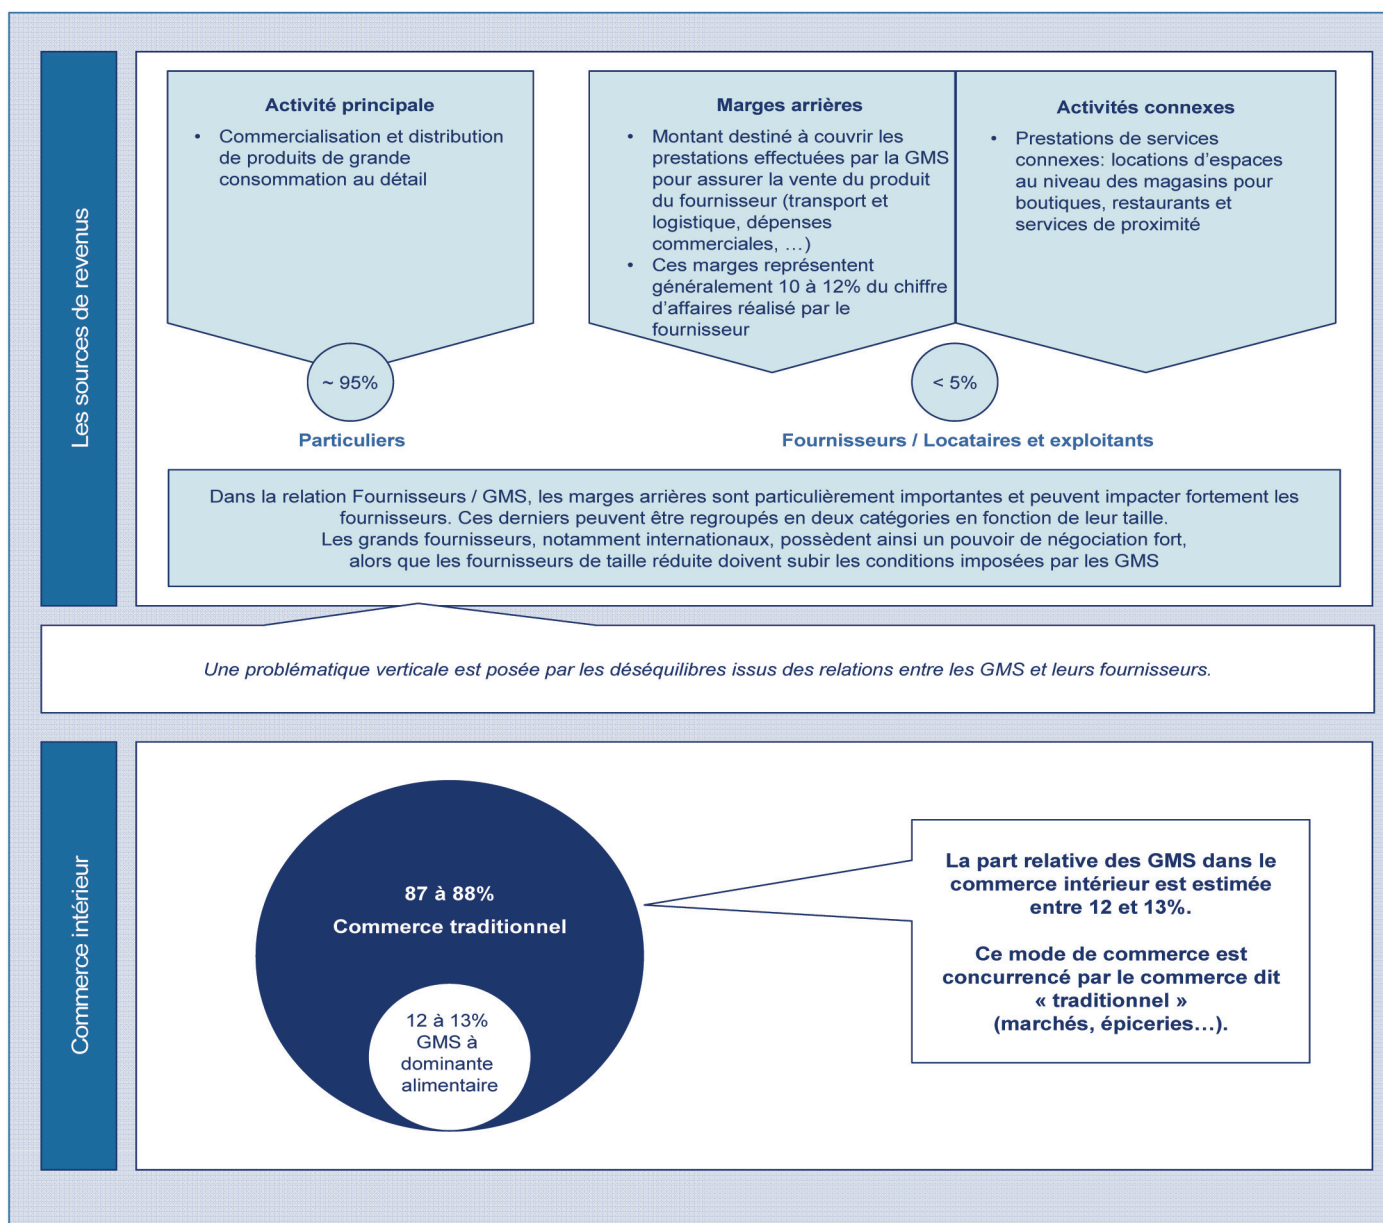 Les sources de revenus
Activité principale
• Commercialisation et distribution
de produits de grande
consommation au détail
Marges arrières
• Montant destiné à couvrir les
prestations effectuées par la GMS
pour assurer la vente du produit
du fournisseur (transport et
logistique, dépenses
commerciales, …)
• Ces marges représentent
généralement 10 à 12% du chiffre
d’affaires réalisé par le
fournisseur
Activités connexes
• Prestations de services
connexes: locations d’espaces
au niveau des magasins pour
boutiques, restaurants et
services de proximité
~ 95%
< 5%
Particuliers
Fournisseurs / Locataires et exploitants
Dans la relation Fournisseurs / GMS, les marges arrières sont particulièrement importantes et peuvent impacter fortement les
fournisseurs. Ces derniers peuvent être regroupés en deux catégories en fonction de leur taille.
Les grands fournisseurs, notamment internationaux, possèdent ainsi un pouvoir de négociation fort,
alors que les fournisseurs de taille réduite doivent subir les conditions imposées par les GMS
Une problématique verticale est posée par les déséquilibres issus des relations entre les GMS et leurs fournisseurs.
Commerce intérieur
87 à 88%
Commerce traditionnel
12 à 13%
GMS à
dominante
alimentaire
La part relative des GMS dans le
commerce intérieur est estimée
entre 12 et 13%.
Ce mode de commerce est
concurrencé par le commerce dit
« traditionnel »
(marchés, épiceries…).